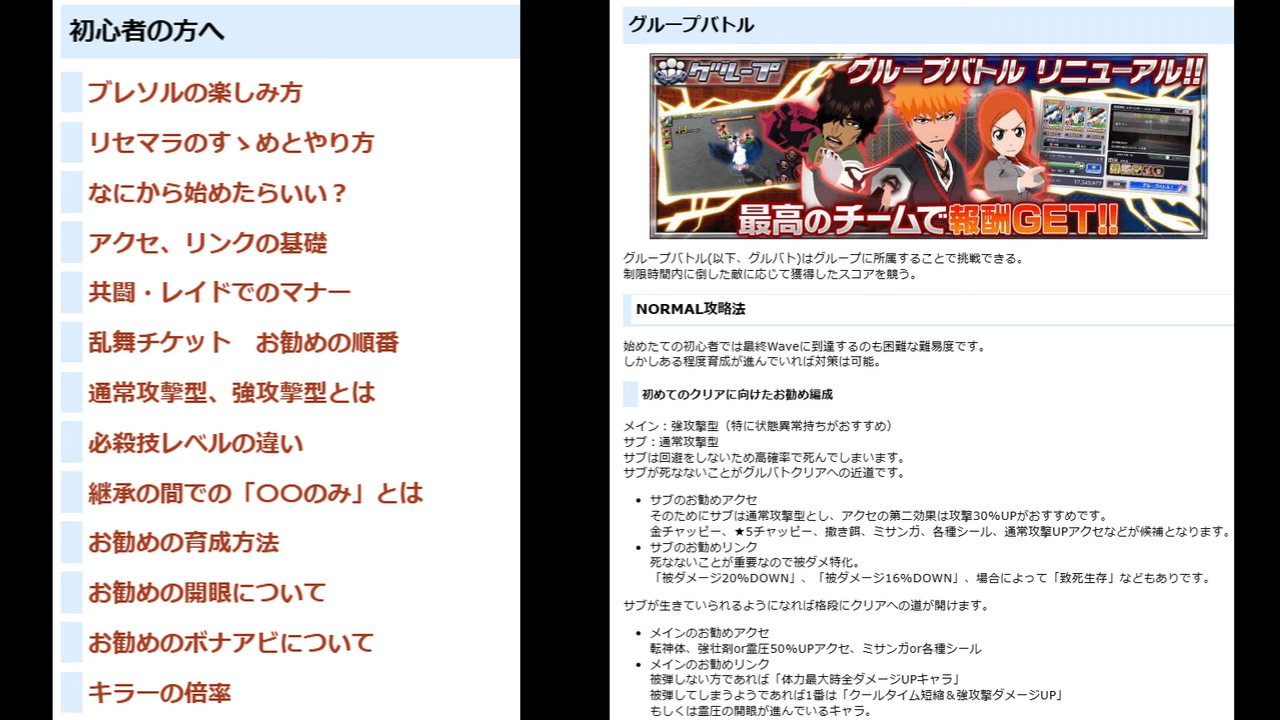 初心者の方へ
ブレソルの楽しみ方
リセマラのすゝめとやり方
なにから始めたらいい？
アクセ、リンクの基礎
共闘・レイドでのマナー
乱舞チケット　お勧めの順番
通常攻撃型、強攻撃型とは
必殺技レベルの違い
継承の間での「〇〇のみ」とは
お勧めの育成方法
お勧めの開眼について
お勧めのボナアビについて
キラーの倍率
グループバトル
グループ
グループバトル リニューアル!!
最高のチームで報酬GET!!
グループバトル(以下、グルバト)はグループに所属することで挑戦できる。
制限時間内に倒した敵に応じて獲得したスコアを競う。
NORMAL攻略法
始めたての初心者では最終Waveに到達するのも困難な難易度です。
しかしある程度育成が進んでいれば対策は可能。
初めてのクリアに向けたお勧め編成
メイン：強攻撃型（特に状態異常持ちがおすすめ）
サブ：通常攻撃型
サブは回避をしないため高確率で死んでしまいます。
サブが死なないことがグルバトクリアへの近道です。
• サブのお勧めアクセ
そのためにサブは通常攻撃型とし、アクセの第二効果は攻撃30%UPがおすすめです。
金チャッピー、★5チャッピー、撒き餌、ミサンガ、各種シール、通常攻撃UPアクセなどが候補となります。
• サブのお勧めリンク
死なないことが重要なので被ダメ特化。
「被ダメージ20%DOWN」、「被ダメージ16%DOWN」、場合によって「致死生存」などもありです。
サブが生きていられるようになれば格段にクリアへの道が開けます。
• メインのお勧めアクセ
転神体、強壮剤or霊圧50%UPアクセ、ミサンガor各種シール
• メインのお勧めリンク
被弾しない方であれば「体力最大時全ダメージUPキャラ」
被弾してしまうようであれば1番は「クールタイム短縮＆強攻撃ダメージUP」
もしくは霊圧の開眼が進んでいるキャラ。